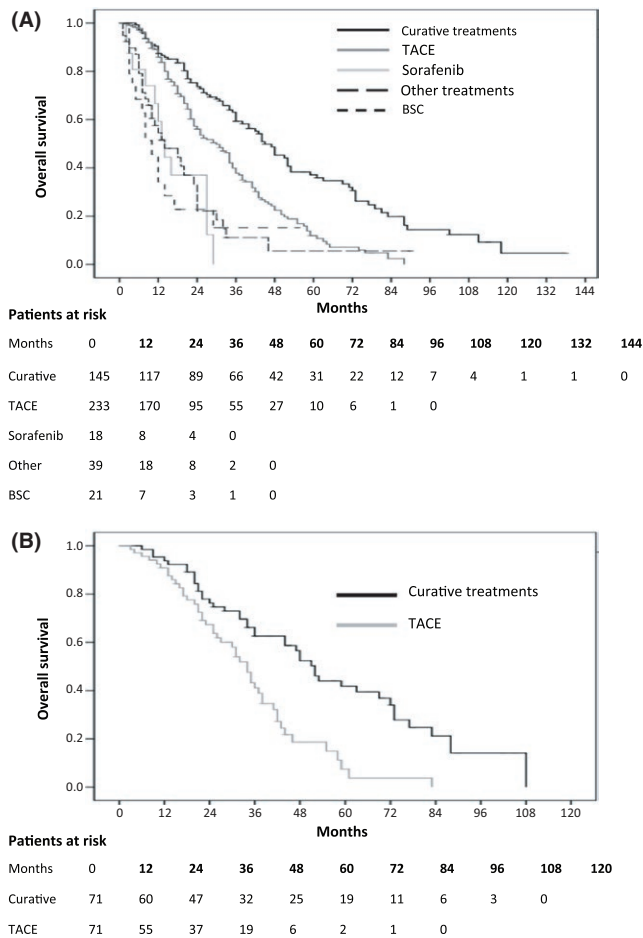 (A)
1.0
0.8
0.6
0.4
0.2
0.0
Overall survival
Curative treatments
TACE
Sorafenib
Other treatments
BSC
0 12 24 36 48 60 72 84 96 108 120 132 144
Months
Patients at risk
Months 0 12 24 36 48 60 72 84 96 108 120 132 144
Curative 145 117 89 66 42 31 22 12 7 4 1 1 0
TACE 233 170 95 55 27 10 6 1 0
Sorafenib 18 8 4 0
Other 39 18 8 2 0
BSC 21 7 3 1 0
(B)
1.0
0.8
0.6
0.4
0.2
0.0
Overall survival
Curative treatments
TACE
0 12 24 36 48 60 72 84 96 108 120
Months
Patients at risk
Months 0 12 24 36 48 60 72 84 96 108 120
Curative 71 60 47 32 25 19 11 6 3 0
TACE 71 55 37 19 6 2 1 0